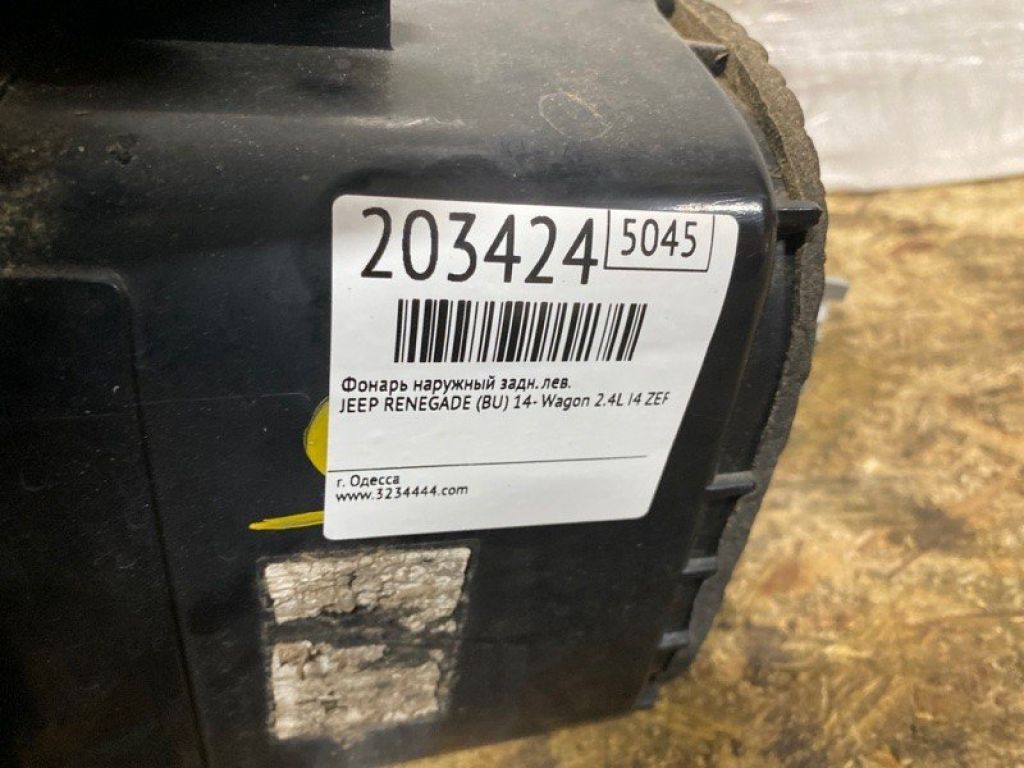 203424 5045
Фонарь наружный задн. лев.
JEEP RENEGADE (BU) 14- Wagon 2.4L I4 ZEF
г. Одесса
www.3234444.com